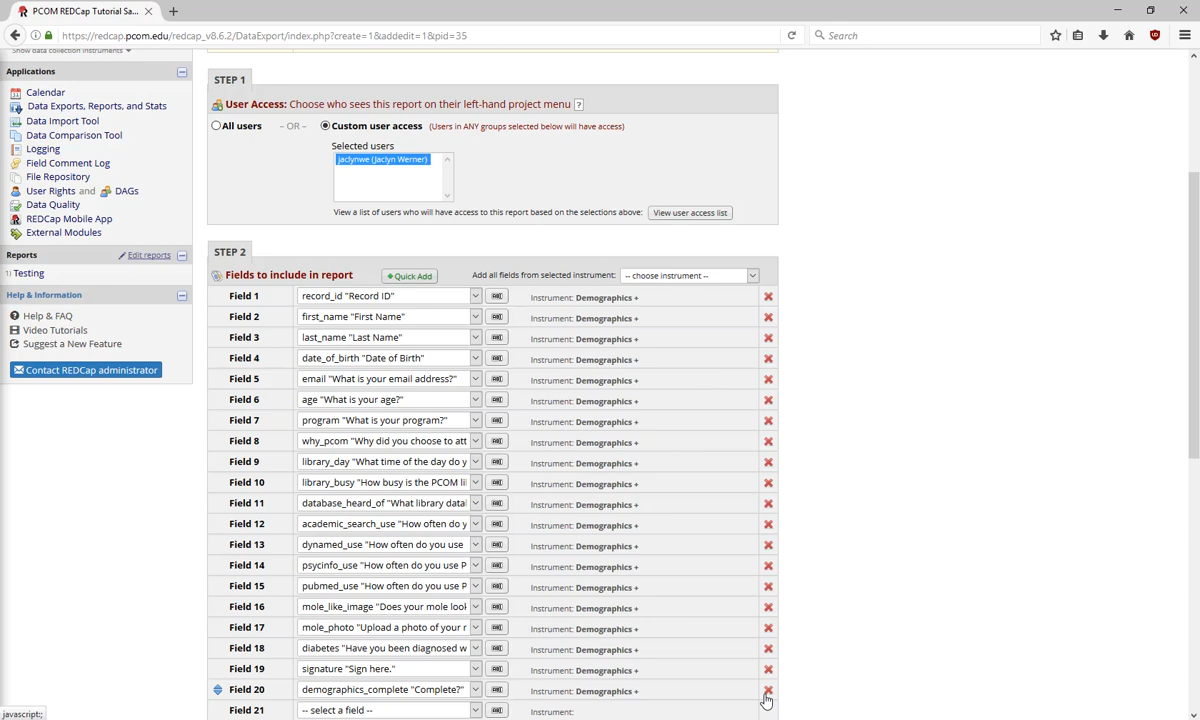 PCOM REDCap Tutorial Sa...
https://redcap.pcom.edu/redcap_v8.6.2/DataExport/index.php?create=1&addedit=1&pid=35
Search
Show data collection instruments
Applications
Calendar
Data Exports, Reports, and Stats
Data Import Tool
Data Comparison Tool
Logging
Field Comment Log
File Repository
User Rights and DAGs
Data Quality
REDCap Mobile App
External Modules
Reports Edit reports
1) Testing
Help & Information
Help & FAQ
Video Tutorials
Suggest a New Feature
Contact REDCap administrator
STEP 1
User Access: Choose who sees this report on their left-hand project menu ?
All users – OR – Custom user access (Users in ANY groups selected below will have access)
Selected users
jaclynwe (Jaclyn Werner)
View a list of users who will have access to this report based on the selections above: View user access list
STEP 2
Fields to include in report Quick Add Add all fields from selected instrument: -- choose instrument --
Field 1 record_id "Record ID" Instrument: Demographics +
Field 2 first_name "First Name" Instrument: Demographics +
Field 3 last_name "Last Name" Instrument: Demographics +
Field 4 date_of_birth "Date of Birth" Instrument: Demographics +
Field 5 email "What is your email address?" Instrument: Demographics +
Field 6 age "What is your age?" Instrument: Demographics +
Field 7 program "What is your program?" Instrument: Demographics +
Field 8 why_pcom "Why did you choose to att Instrument: Demographics +
Field 9 library_day "What time of the day do y Instrument: Demographics +
Field 10 library_busy "How busy is the PCOM li Instrument: Demographics +
Field 11 database_heard_of "What library datal Instrument: Demographics +
Field 12 academic_search_use "How often do y Instrument: Demographics +
Field 13 dynamed_use "How often do you use Instrument: Demographics +
Field 14 psycinfo_use "How often do you use P Instrument: Demographics +
Field 15 pubmed_use "How often do you use P Instrument: Demographics +
Field 16 mole_like_image "Does your mole look Instrument: Demographics +
Field 17 mole_photo "Upload a photo of your r Instrument: Demographics +
Field 18 diabetes "Have you been diagnosed w Instrument: Demographics +
Field 19 signature "Sign here." Instrument: Demographics +
Field 20 demographics_complete "Complete?" Instrument: Demographics +
Field 21 -- select a field -- Instrument:
javascript:;